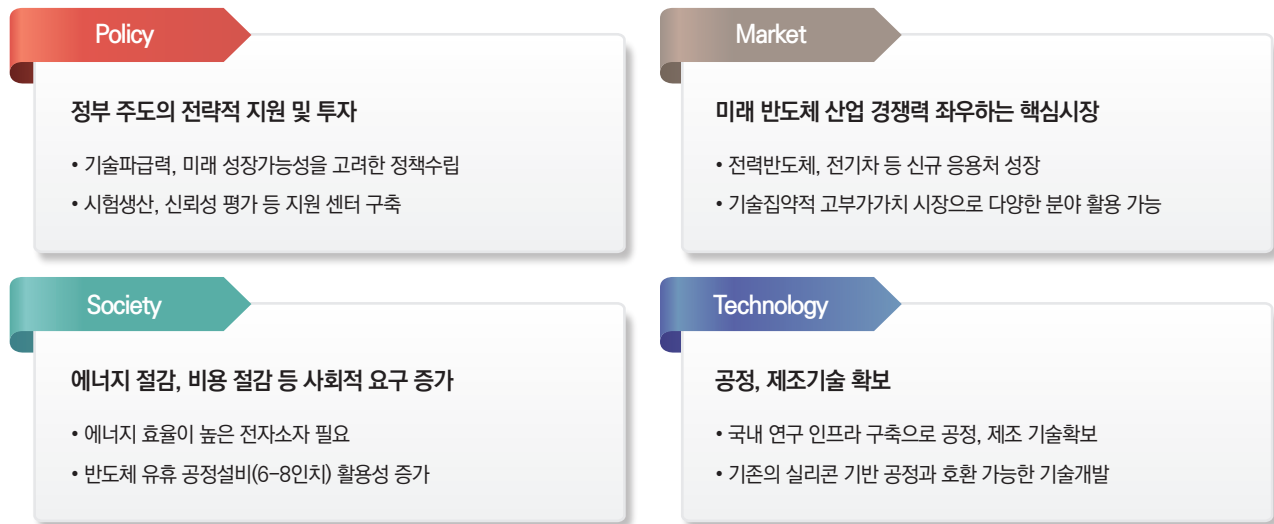 Policy
정부 주도의 전략적 지원 및 투자
• 기술파급력, 미래 성장가능성을 고려한 정책수립
• 시험생산, 신뢰성 평가 등 지원 센터 구축
Market
미래 반도체 산업 경쟁력 좌우하는 핵심시장
• 전력반도체, 전기차 등 신규 응용처 성장
• 기술집약적 고부가가치 시장으로 다양한 분야 활용 가능
Society
에너지 절감, 비용 절감 등 사회적 요구 증가
• 에너지 효율이 높은 전자소자 필요
• 반도체 유휴 공정설비(6-8인치) 활용성 증가
Technology
공정, 제조기술 확보
• 국내 연구 인프라 구축으로 공정, 제조 기술확보
• 기존의 실리콘 기반 공정과 호환 가능한 기술개발